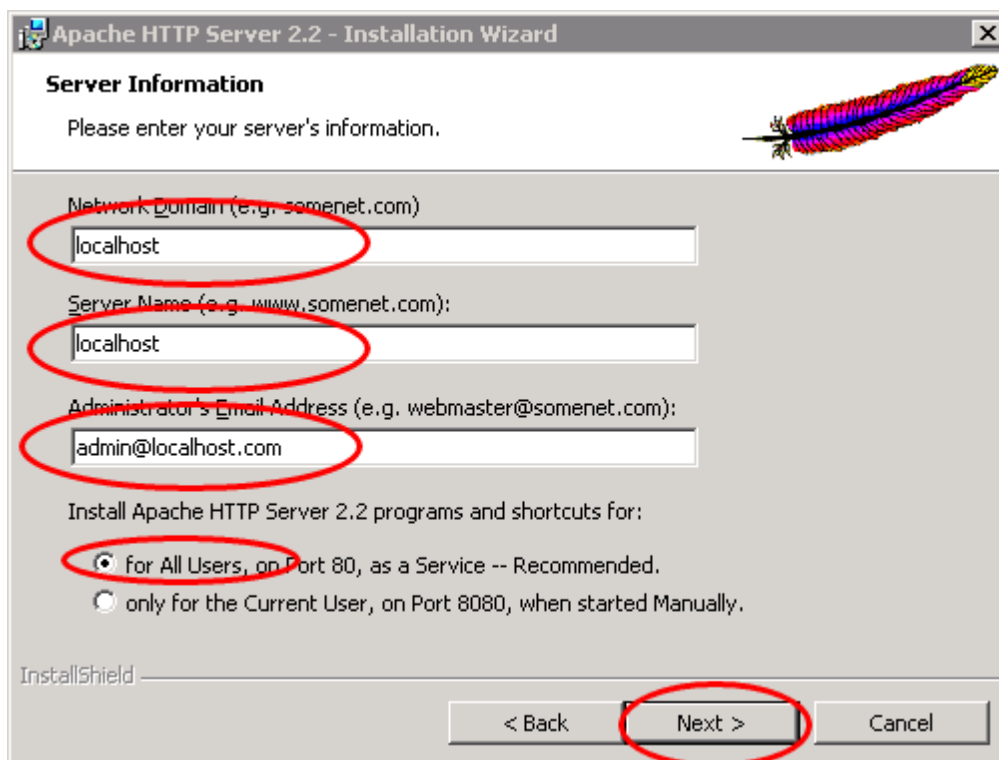 Apache HTTP Server 2.2 - Installation Wizard
Server Information
Please enter your server's information.
Network Domain (e.g. somenet.com)
localhost
Server Name (e.g. www.somenet.com):
localhost
Administrator's Email Address (e.g. webmaster@somenet.com):
admin@localhost.com
Install Apache HTTP Server 2.2 programs and shortcuts for:
for All Users, on Port 80, as a Service -- Recommended.
only for the Current User, on Port 8080, when started Manually.
InstallShield
< Back Next > Cancel